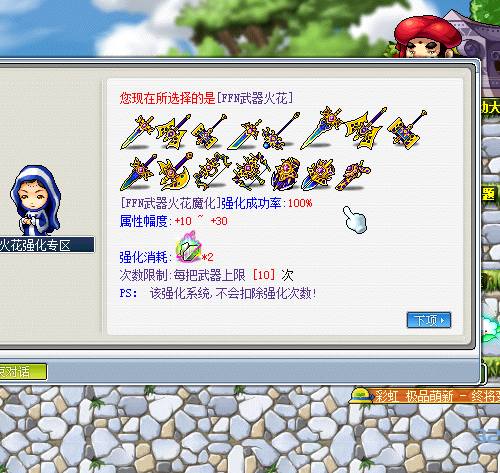 您现在所选择的是[FFN武器火花]
[FFN武器火花魔化]强化成功率:100%
属性幅度:+10 ~ +30
火花强化专区
强化消耗: *2
次数限制:每把武器上限 [10] 次
PS: 该强化系统,不会扣除强化次数!
下项
束对话
彩虹 极品萌新 - 终将
题